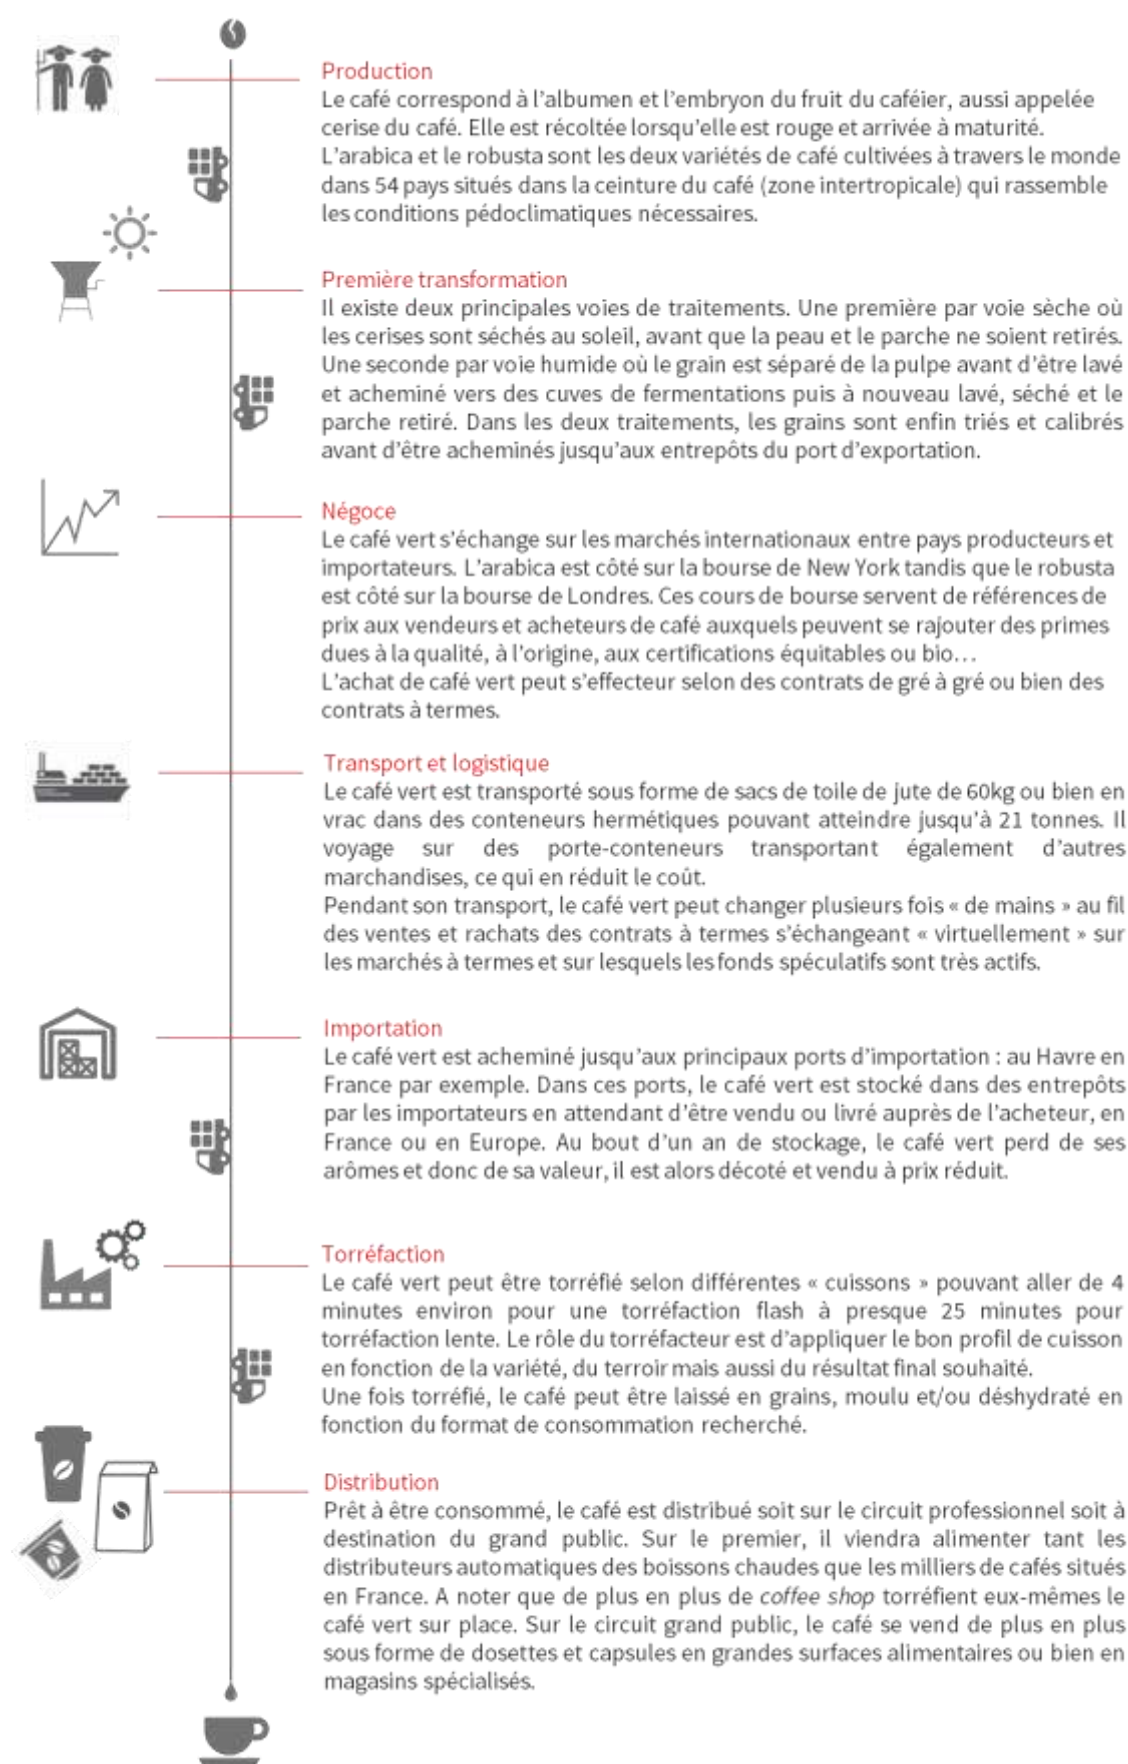 Production
Le café correspond à l'albumen et l'embryon du fruit du caféier, aussi appelée
cerise du café. Elle est récoltée lorsqu'elle est rouge et arrivée à maturité.
L'arabica et le robusta sont les deux variétés de café cultivées à travers le monde
dans 54 pays situés dans la ceinture du café (zone intertropicale) qui rassemble
les conditions pédoclimatiques nécessaires.
Première transformation
Il existe deux principales voies de traitements. Une première par voie sèche où
les cerises sont séchés au soleil, avant que la peau et le parche ne soient retirés.
Une seconde par voie humide où le grain est séparé de la pulpe avant d'être lavé
et acheminé vers des cuves de fermentations puis à nouveau lavé, séché et le
parche retiré. Dans les deux traitements, les grains sont enfin triés et calibrés
avant d'être acheminés jusqu'aux entrepôts du port d'exportation.
Négoce
Le café vert s'échange sur les marchés internationaux entre pays producteurs et
importateurs. L'arabica est côté sur la bourse de New York tandis que le robusta
est côté sur la bourse de Londres. Ces cours de bourse servent de références de
prix aux vendeurs et acheteurs de café auxquels peuvent se rajouter des primes
dues à la qualité, à l'origine, aux certifications équitables ou bio...
L'achat de café vert peut s'effecteur selon des contrats de gré à gré ou bien des
contrats à termes.
Transport et logistique
Le café vert est transporté sous forme de sacs de toile de jute de 60kg ou bien en
vrac dans des conteneurs hermétiques pouvant atteindre jusqu'à 21 tonnes. Il
voyage sur des porte-conteneurs transportant également d'autres
marchandises, ce qui en réduit le coût.
Pendant son transport, le café vert peut changer plusieurs fois « de mains » au fil
des ventes et rachats des contrats à termes s'échangeant « virtuellement » sur
les marchés à termes et sur lesquels les fonds spéculatifs sont très actifs.
Importation
Le café vert est acheminé jusqu'aux principaux ports d'importation : au Havre en
France par exemple. Dans ces ports, le café vert est stocké dans des entrepôts
par les importateurs en attendant d'être vendu ou livré auprès de l'acheteur, en
France ou en Europe. Au bout d'un an de stockage, le café vert perd de ses
arômes et donc de sa valeur, il est alors décoté et vendu à prix réduit.
Torréfaction
Le café vert peut être torréfié selon différentes « cuissons » pouvant aller de 4
minutes environ pour une torréfaction flash à presque 25 minutes pour
torréfaction lente. Le rôle du torréfacteur est d'appliquer le bon profil de cuisson
en fonction de la variété, du terroir mais aussi du résultat final souhaité.
Une fois torréfié, le café peut être laissé en grains, moulu et/ou déshydraté en
fonction du format de consommation recherché.
Distribution
Prêt à être consommé, le café est distribué soit sur le circuit professionnel soit à
destination du grand public. Sur le premier, il viendra alimenter tant les
distributeurs automatiques des boissons chaudes que les milliers de cafés situés
en France. A noter que de plus en plus de coffee shop torréfient eux-mêmes le
café vert sur place. Sur le circuit grand public, le café se vend de plus en plus
sous forme de dosettes et capsules en grandes surfaces alimentaires ou bien en
magasins spécialisés.